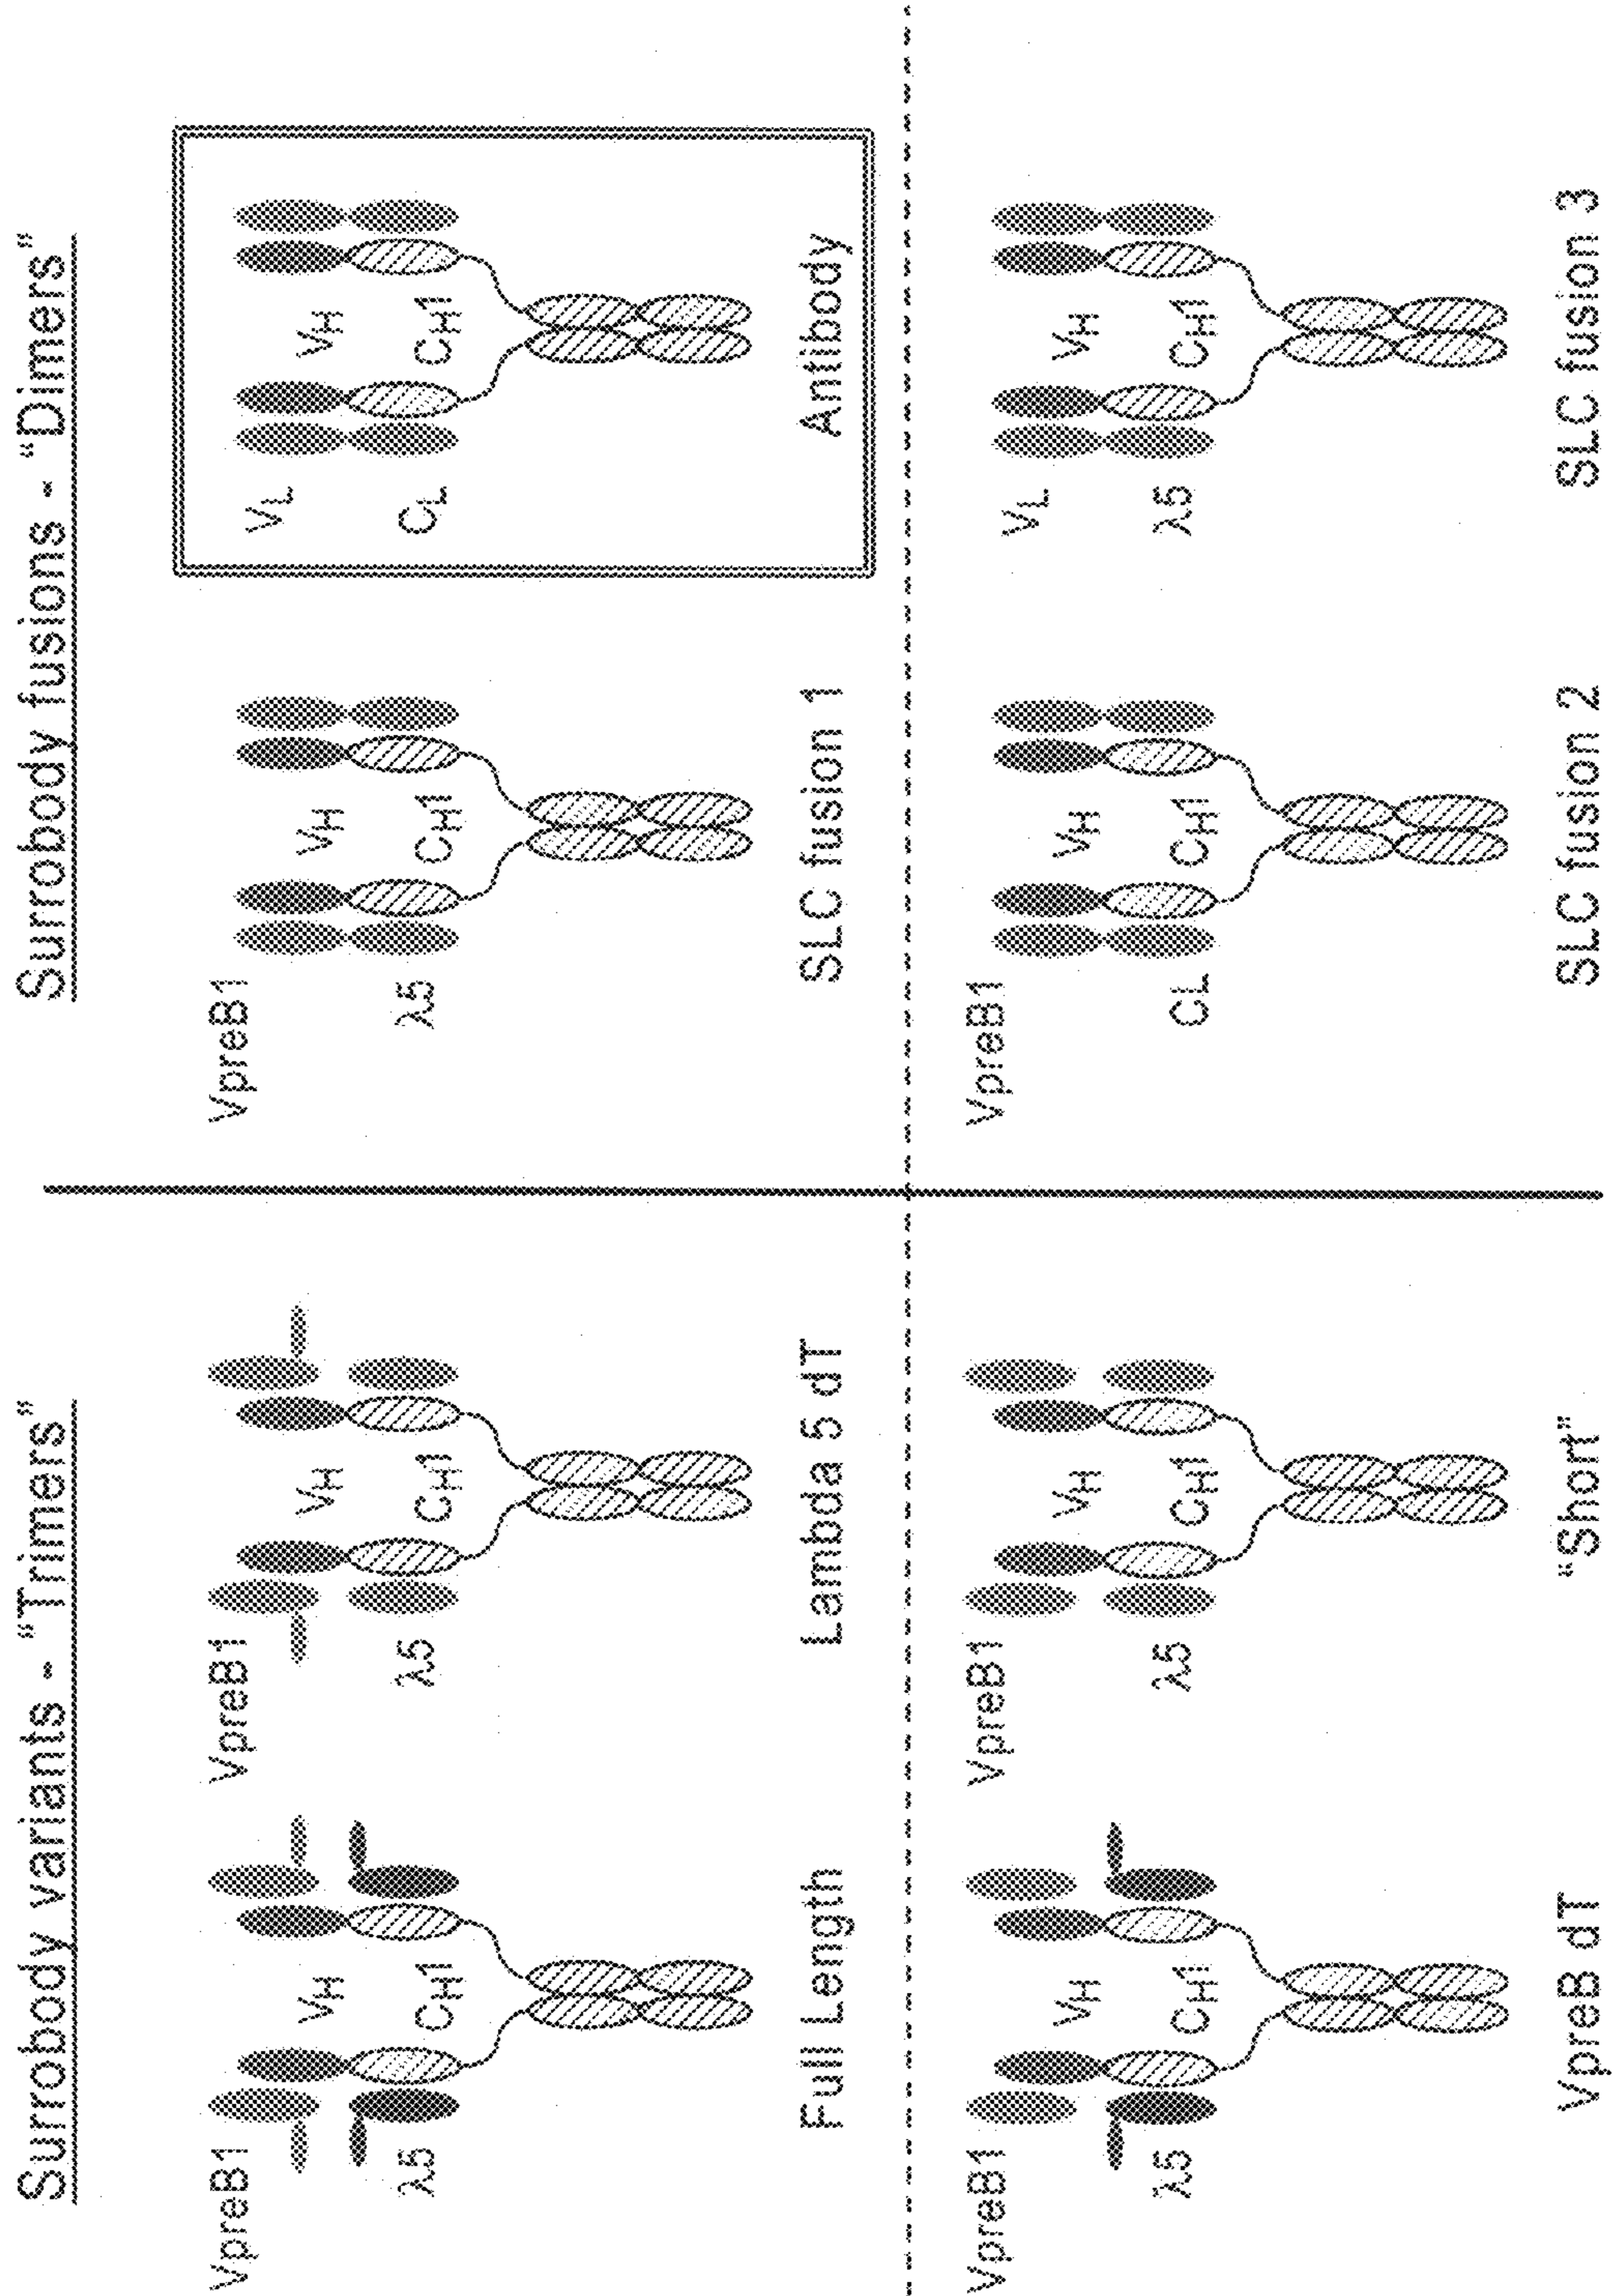 Surrobody variants - "Trimers"
VpreB1
VH
CH1
λ5
Full Length
VpreB1
VH
CH1
λ5
Lambda 5 dT
VpreB1
VH
CH1
λ5
VpreB dT
VpreB1
VH
CH1
λ5
"Short"
Surrobody fusions - "Dimers"
VpreB1
VH
CH1
λ5
SLC fusion 1
VL
VH
CL
CH1
Antibody
VpreB1
VH
CH1
CL
SLC fusion 2
VL
VH
CH1
λ5
SLC fusion 3